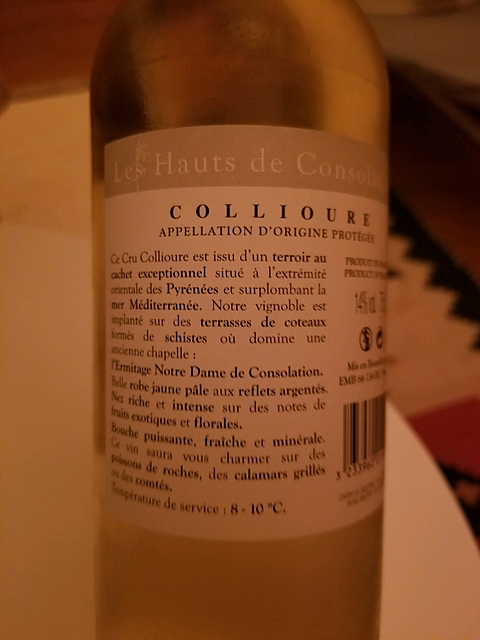 Les Hauts de Consola
COLLIOURE
APPELLATION D'ORIGINE PROTÉGÉE
Ce Cru Collioure est issu d'un terroir au
cachet exceptionnel situé à l'extrémité
orientale des Pyrénées et surplombant la
mer Méditerranée. Notre vignoble est
implanté sur des terrasses de coteaux
formés de schistes où domine une
ancienne chapelle :
l'Ermitage Notre Dame de Consolation.
Belle robe jaune pâle aux reflets argentés.
Nez riche et intense sur des notes de
fruits exotiques et florales.
Bouche puissante, fraîche et minérale.
Ce vin saura vous charmer sur des
poissons de roches, des calamars grillés
ou des comtés.
Température de service : 8 - 10 °C.
PRODUIT DE
PRODUCT OF
14% vol.
Mis en
EMB 66